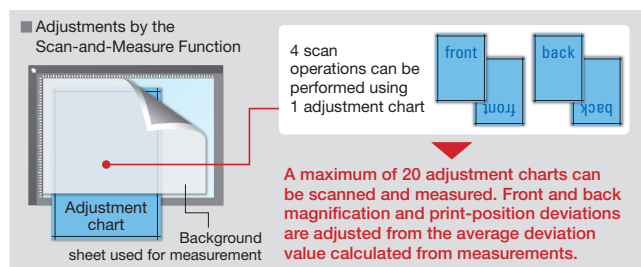 ■ Adjustments by the
Scan-and-Measure Function
Adjustment
chart
Background
sheet used for measurement
4 scan
operations can be
performed using
1 adjustment chart
front
front
back
back
A maximum of 20 adjustment charts can
be scanned and measured. Front and back
magnification and print-position deviations
are adjusted from the average deviation
value calculated from measurements.